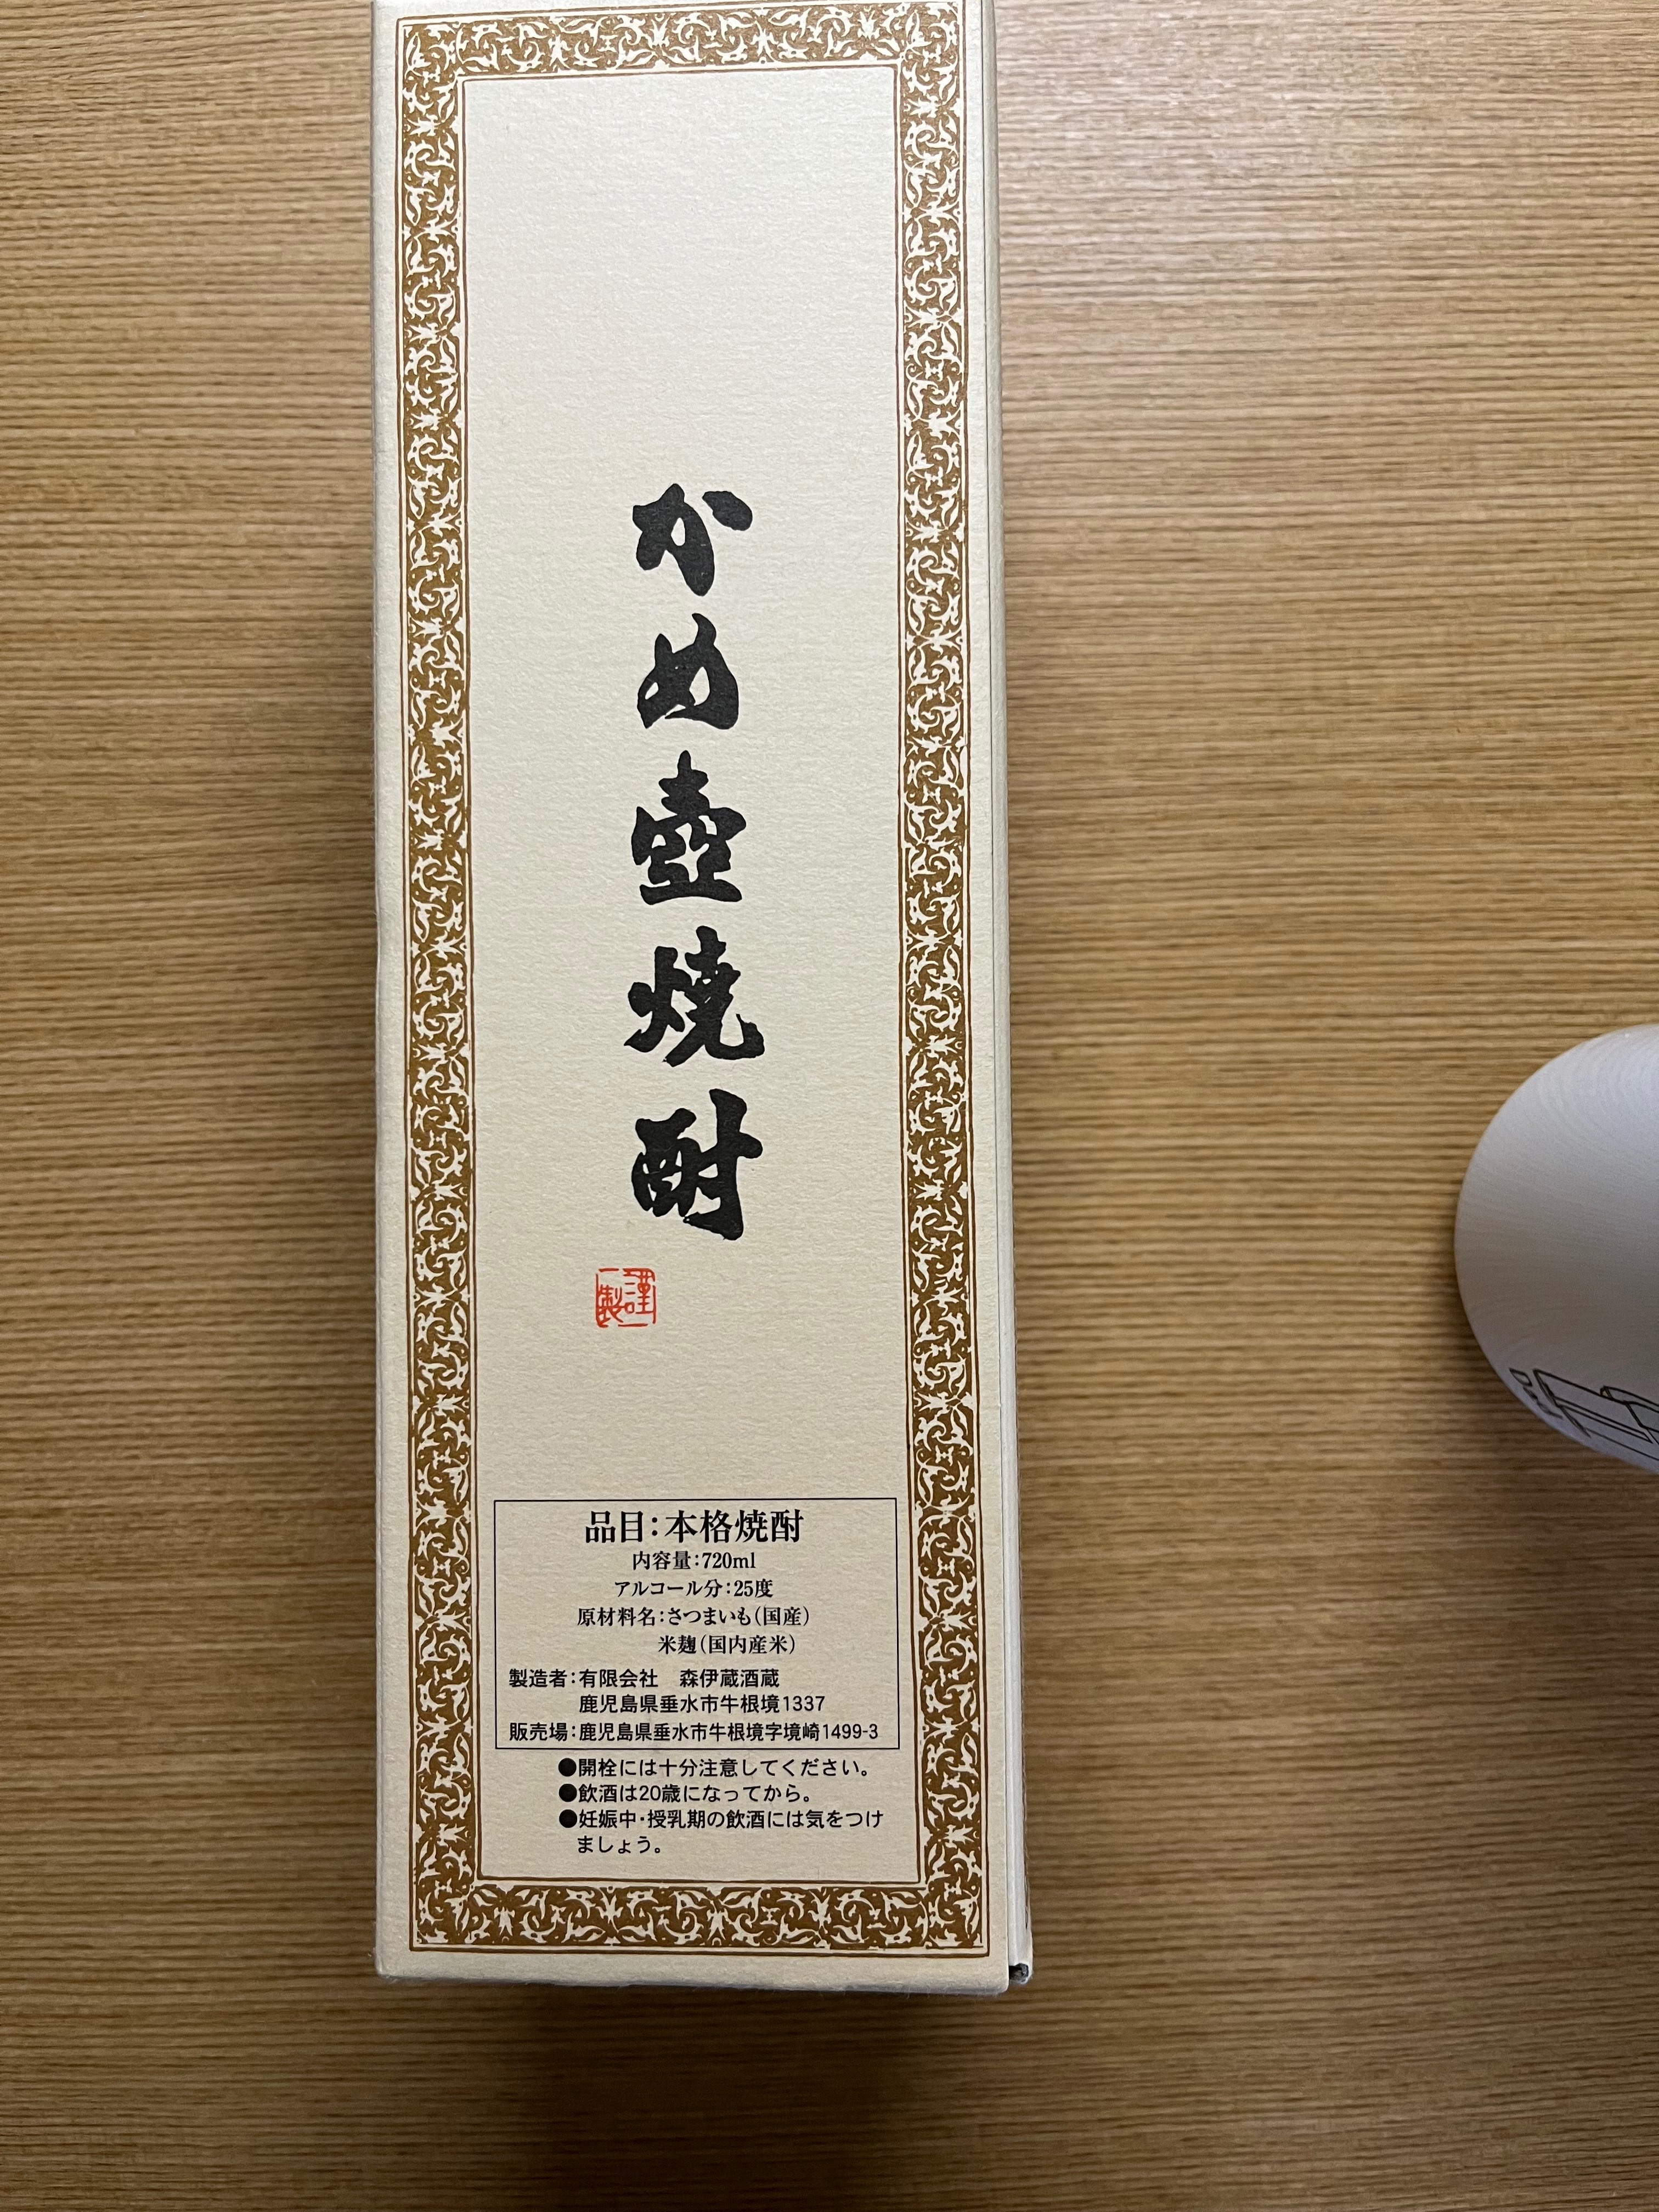 かめ壺焼酎
謹製
品目:本格焼酎
内容量:720ml
アルコール分:25度
原材料名:さつまいも(国産)
米麹(国内産米)
製造者:有限会社　森伊蔵酒蔵
鹿児島県垂水市牛根境1337
販売場:鹿児島県垂水市牛根境字境崎1499-3
●開栓には十分注意してください。
●飲酒は20歳になってから。
●妊娠中・授乳期の飲酒には気をつけ
ましょう。